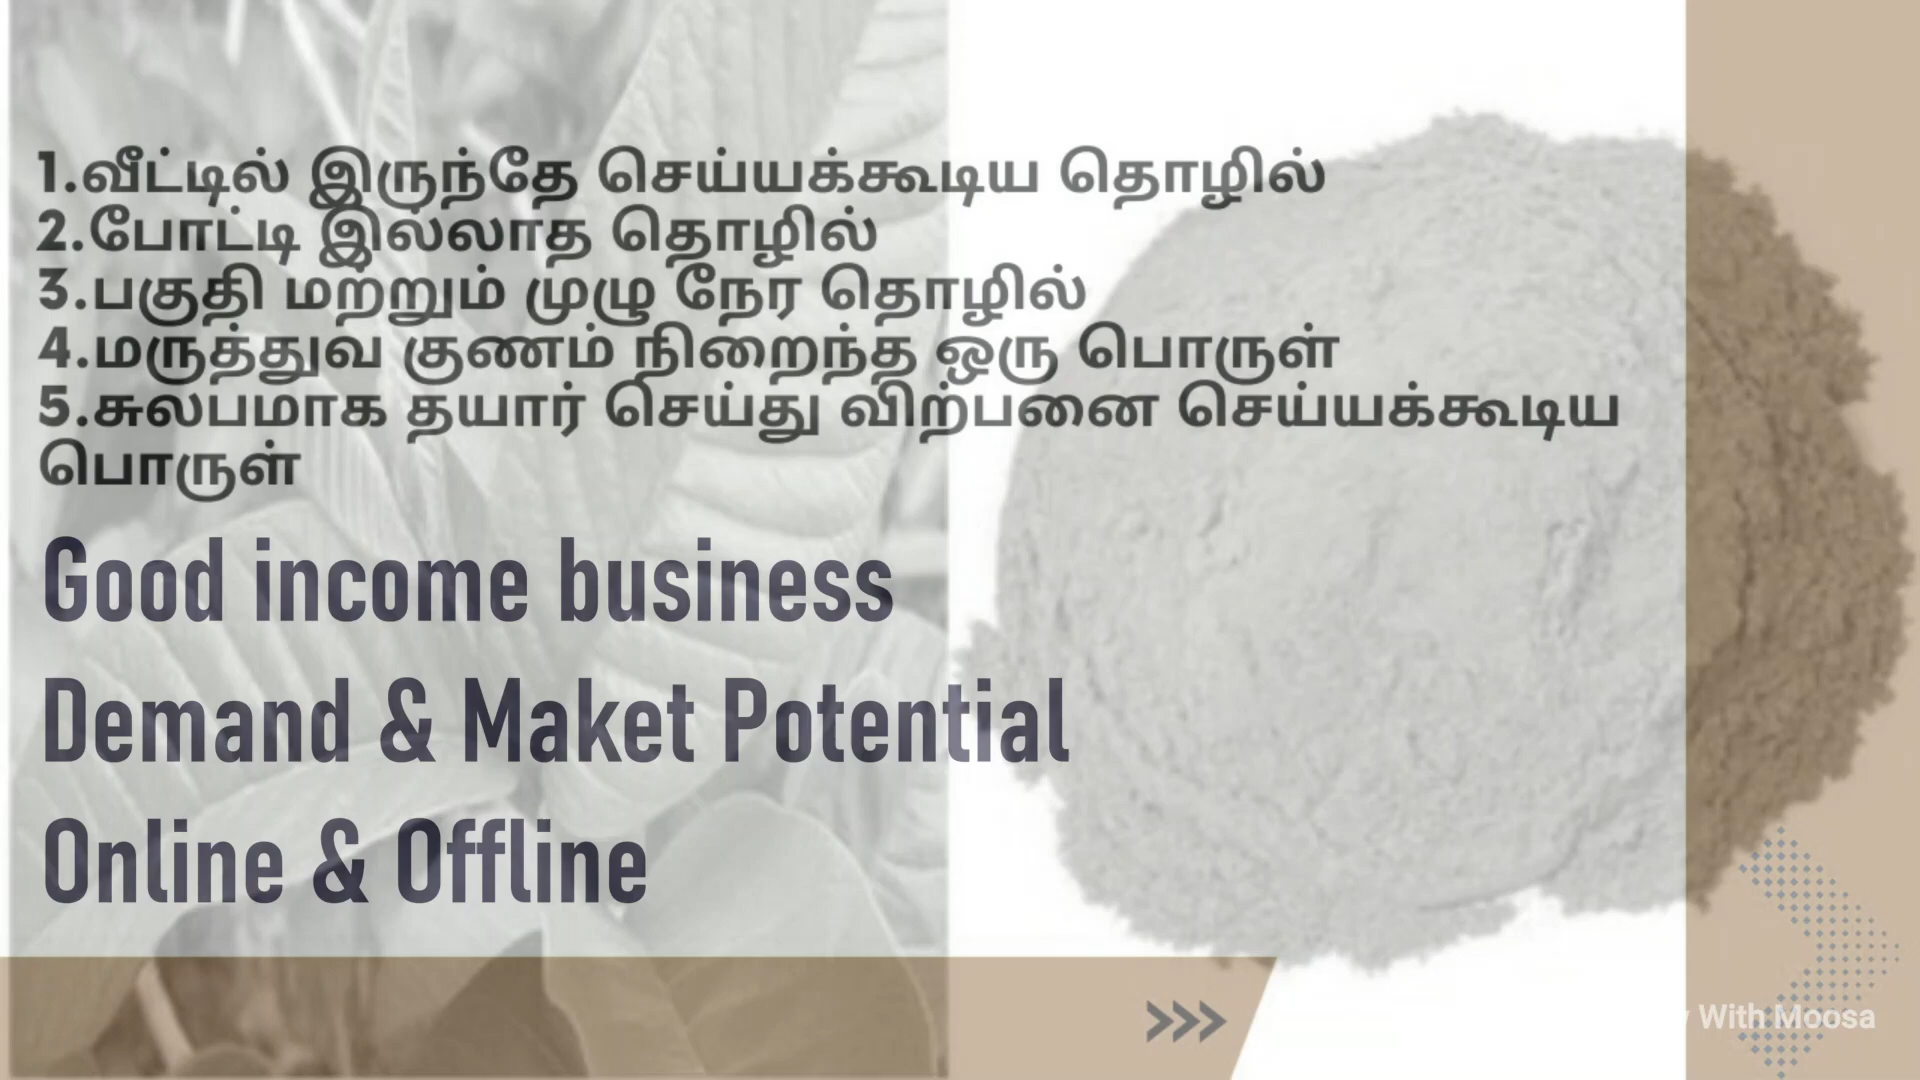 1.வீட்டில் இருந்தே செய்யக்கூடிய தொழில்
2.போட்டி இல்லாத தொழில்
3.பகுதி மற்றும் முழு நேர தொழில்
4.மருத்துவ குணம் நிறைந்த ஒரு பொருள்
5.சுலபமாக தயார் செய்து விற்பனை செய்யக்கூடிய
பொருள்
Good income business
Demand & Maket Potential
Online & Offline
With Moosa